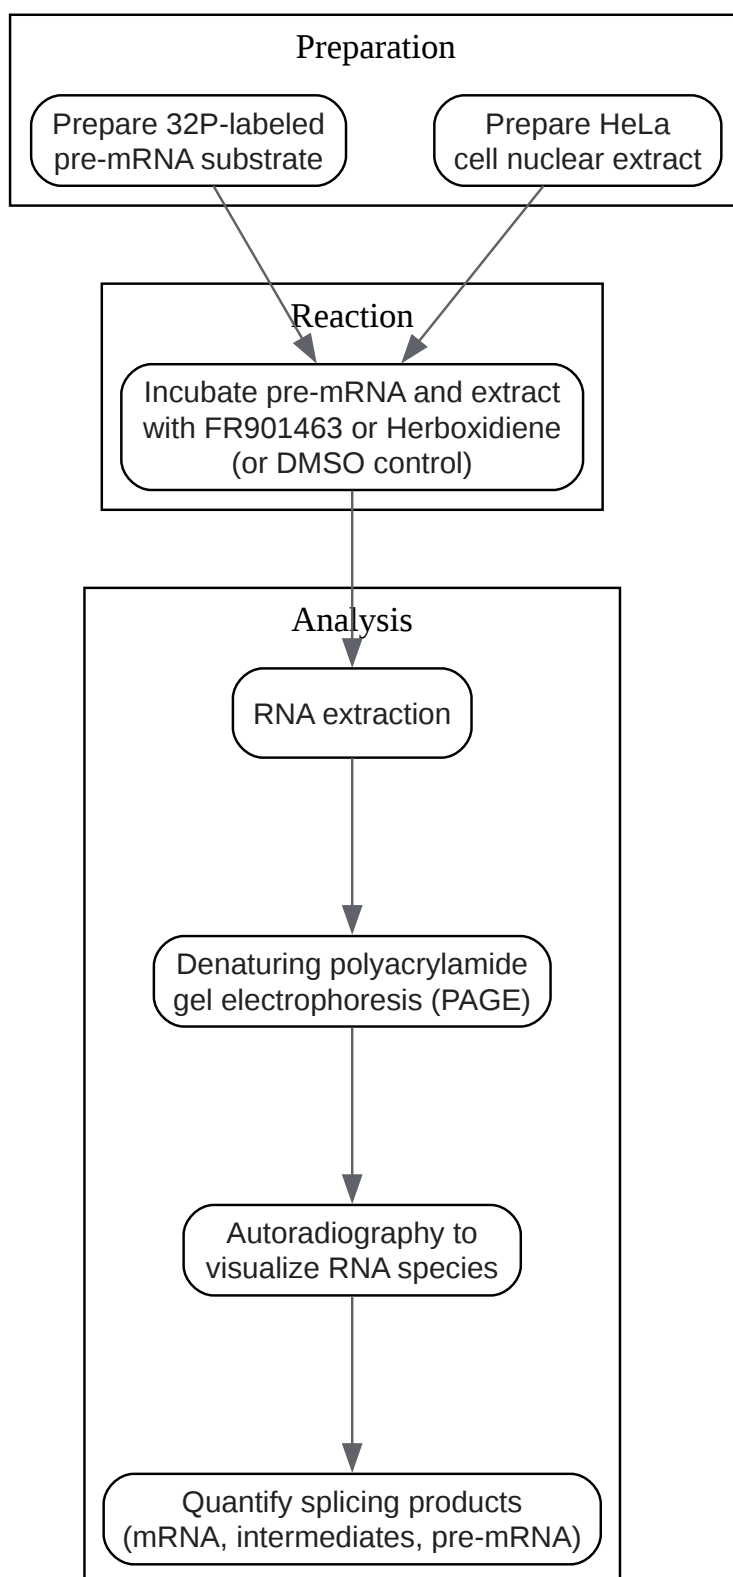 Preparation
Prepare 32P-labeled
pre-mRNA substrate
Prepare HeLa
cell nuclear extract
Reaction
Incubate pre-mRNA and extract
with FR901463 or Herboxidiene
(or DMSO control)
Analysis
RNA extraction
Denaturing polyacrylamide
gel electrophoresis (PAGE)
Autoradiography to
visualize RNA species
Quantify splicing products
(mRNA, intermediates, pre-mRNA)